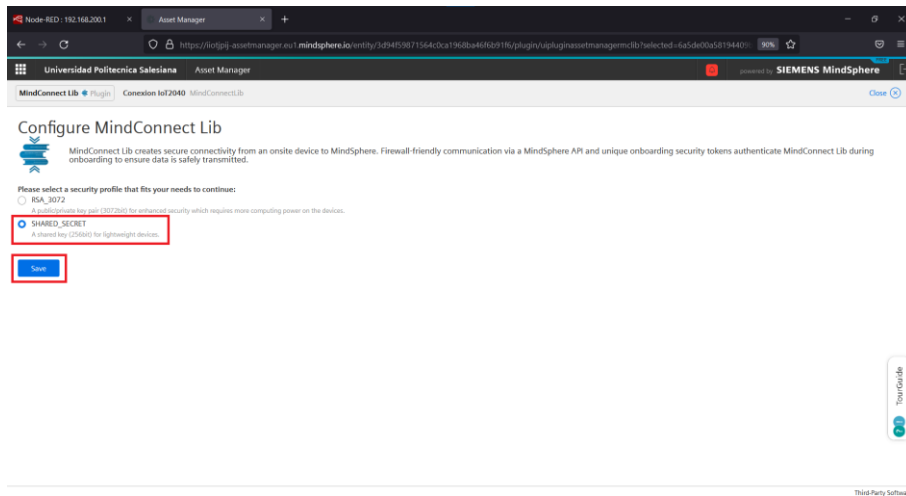 Node-RED : 192.168.200.1
Asset Manager
https://iiotjpij-assetmanager.eu1.mindsphere.io/entity/3d94f59871564c0ca1968ba46f6b91f6/plugin/uipluginassetmanagermclib?selected=6a5de00a5819440
90%
Universidad Politecnica Salesiana Asset Manager
powered by SIEMENS MindSphere
MindConnect Lib Plugin Conexion IoT2040 MindConnectLib
Close
Configure MindConnect Lib
MindConnect Lib creates secure connectivity from an onsite device to MindSphere. Firewall-friendly communication via a MindSphere API and unique onboarding security tokens authenticate MindConnect Lib during
onboarding to ensure data is safely transmitted.
Please select a security profile that fits your needs to continue:
RSA_3072
A public/private key pair (3072bit) for enhanced security which requires more computing power on the devices.
SHARED_SECRET
A shared key (256bit) for lightweight devices.
Save
TourGuide
Third-Party Softwa